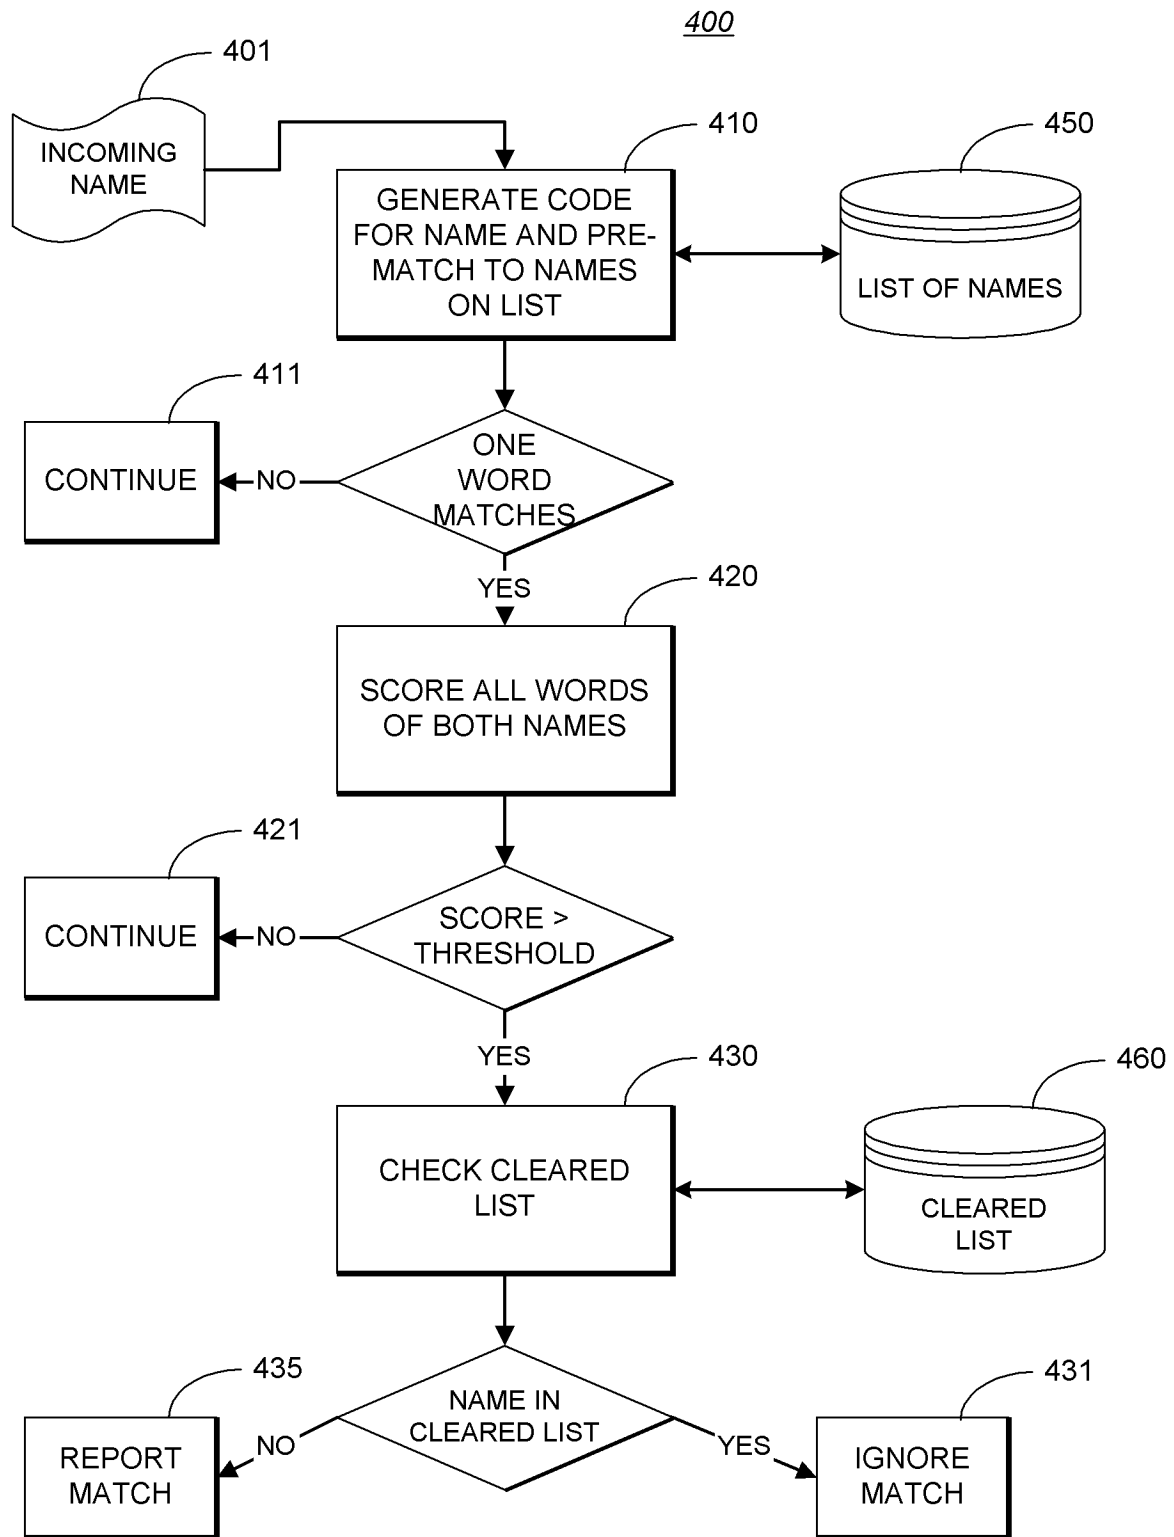 400
401
INCOMING
NAME
410
GENERATE CODE
FOR NAME AND PRE-
MATCH TO NAMES
ON LIST
450
LIST OF NAMES
411
CONTINUE
NO
ONE
WORD
MATCHES
YES
420
SCORE ALL WORDS
OF BOTH NAMES
421
CONTINUE
NO
SCORE >
THRESHOLD
YES
430
CHECK CLEARED
LIST
460
CLEARED
LIST
435
REPORT
MATCH
NO
NAME IN
CLEARED LIST
YES
431
IGNORE
MATCH